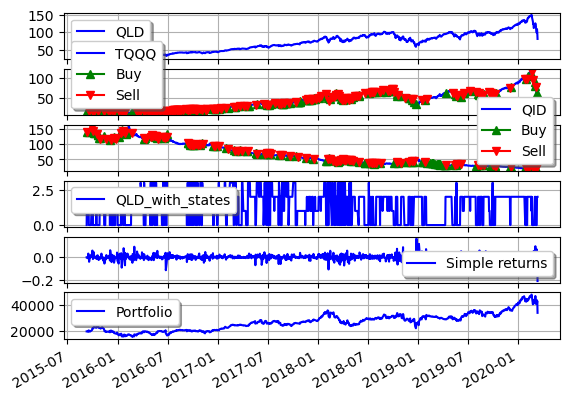 150
100
50
QLD
TQQQ
Buy
Sell
100
50
QID
Buy
Sell
150
100
50
2.5
0.0
QLD_with_states
0.0
−0.2
Simple returns
40000
20000
Portfolio
2015-07
2016-01
2016-07
2017-01
2017-07
2018-01
2018-07
2019-01
2019-07
2020-01